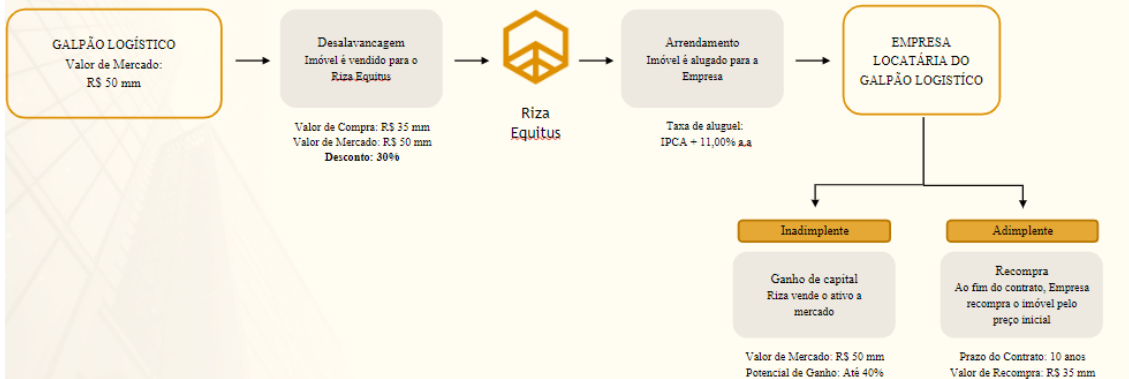 GALPÃO LOGÍSTICO
Valor de Mercado:
R$ 50 mm
Desalavancagem
Imóvel é vendido para o
Riza Equitus
Valor de Compra: R$ 35 mm
Valor de Mercado: R$ 50 mm
Desconto: 30%
Riza
Equitus
Arrendamento
Imóvel é alugado para a
Empresa
Taxa de aluguel:
IPCA + 11,00% a.a
EMPRESA
LOCATÁRIA DO
GALPÃO LOGISTÍCO
Inadimplente
Ganho de capital
Riza vende o ativo a
mercado
Valor de Mercado: R$ 50 mm
Potencial de Ganho: Até 40%
Adimplente
Recompra
Ao fim do contrato, Empresa
recompra o imóvel pelo
preço inicial
Prazo do Contrato: 10 anos
Valor de Recompra: R$ 35 mm